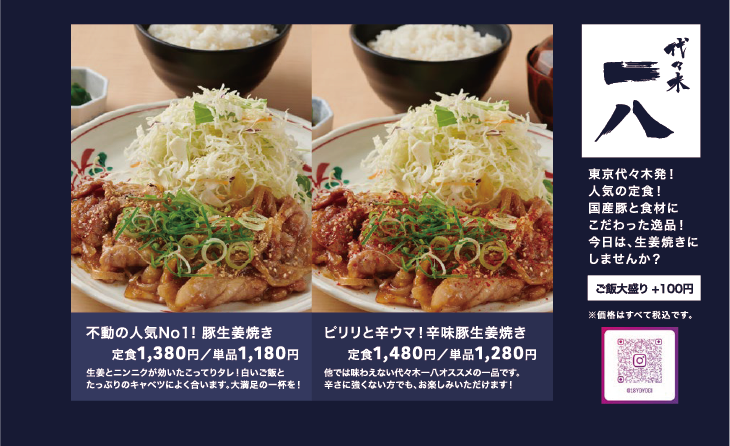 不動の人気No1! 豚生姜焼き
定食1,380円/単品1,180円
生姜とニンニクが効いたこってりタレ!白いご飯と
たっぷりのキャベツによく合います。大満足の一杯を!
ピリリと辛ウマ!辛味豚生姜焼き
定食1,480円/単品1,280円
他では味わえない代々木一八オススメの一品です。
辛さに強くない方でも、お楽しみいただけます!
代々木
一八
東京代々木発!
人気の定食!
国産豚と食材に
こだわった逸品!
今日は、生姜焼きに
しませんか?
ご飯大盛り +100円
※価格はすべて税込です。
@18YOYOGI